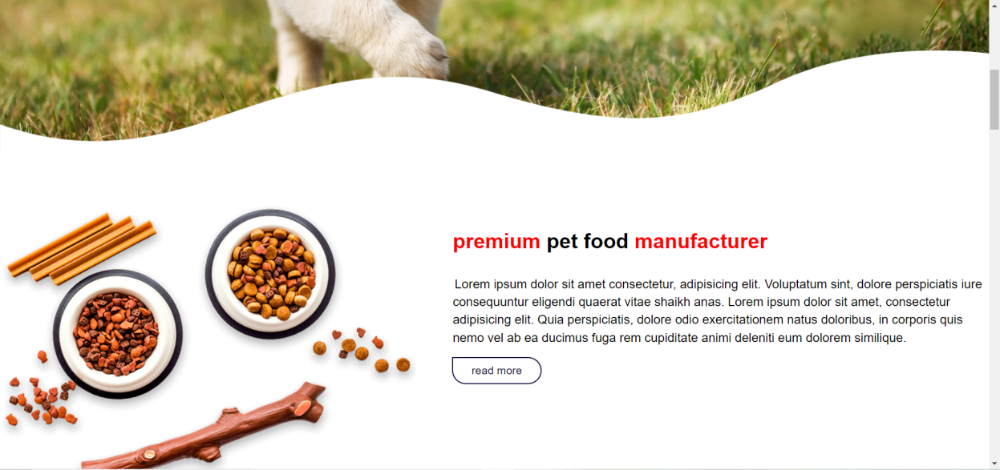 premium pet food manufacturer
Lorem ipsum dolor sit amet consectetur, adipisicing elit. Voluptatum sint, dolore perspiciatis iure
consequuntur eligendi quaerat vitae shaikh anas. Lorem ipsum dolor sit amet, consectetur
adipisicing elit. Quia perspiciatis, dolore odio exercitationem natus doloribus, in corporis quis
nemo vel ab ea ducimus fuga rem cupiditate animi deleniti eum dolorem similique.
read more